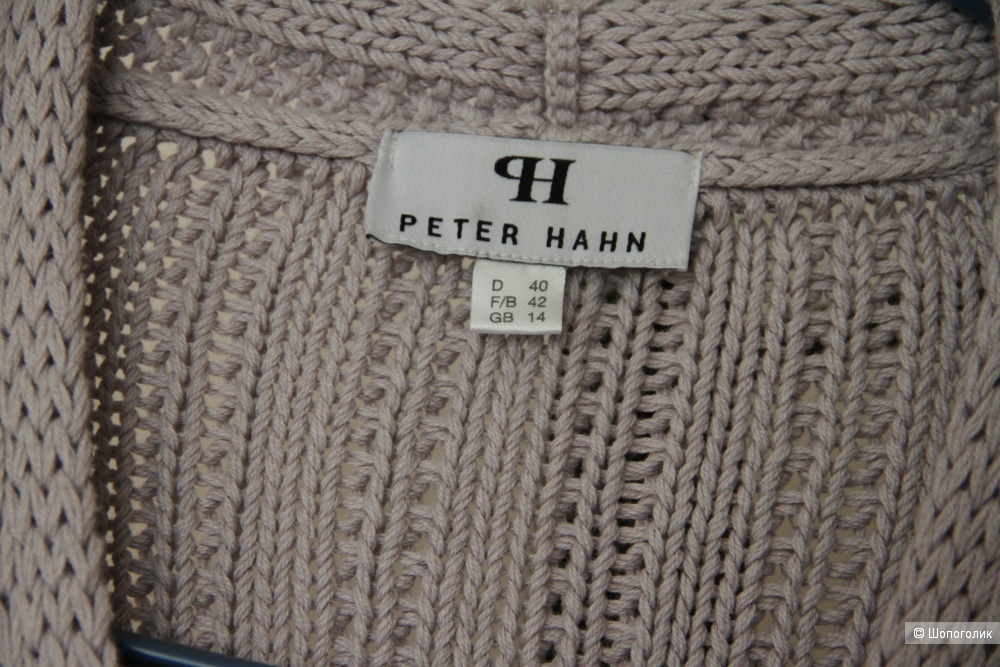 PH
PETER HAHN
D 40
F/B 42
GB 14
© Шопоголик